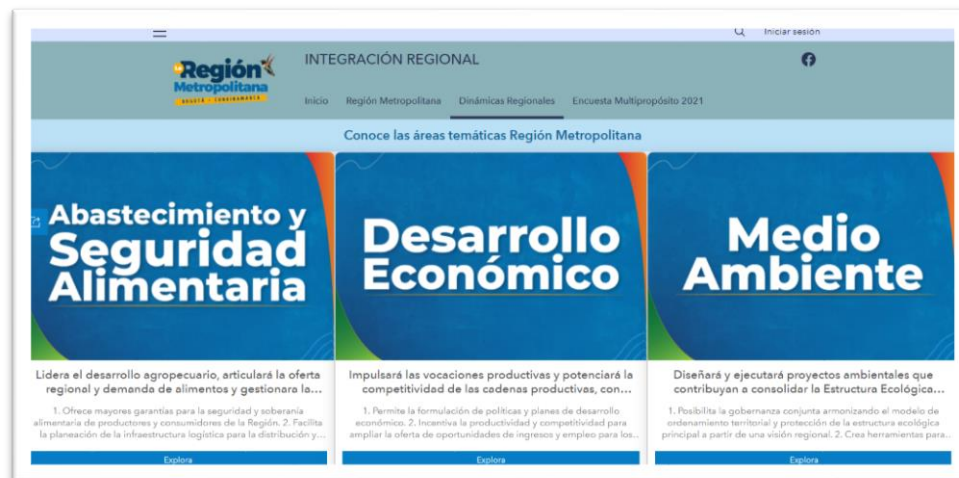 Iniciar sesión
La Región
Metropolitana
BOGOTÁ - CUNDINAMARCA
INTEGRACIÓN REGIONAL
Inicio Región Metropolitana Dinámicas Regionales Encuesta Multipropósito 2021
Conoce las áreas temáticas Región Metropolitana
Abastecimiento y
Seguridad
Alimentaria
Lidera el desarrollo agropecuario, articulará la oferta
regional y demanda de alimentos y gestionara la...
1. Ofrece mayores garantías para la seguridad y soberanía
alimentaria de productores y consumidores de la Región. 2. Facilita
la planeación de la infraestructura logística para la distribución y...
Explora
Desarrollo
Económico
Impulsará las vocaciones productivas y potenciará la
competitividad de las cadenas productivas, con...
1. Permite la formulación de políticas y planes de desarrollo
económico. 2. Incentiva la productividad y competitividad para
ampliar la oferta de oportunidades de ingresos y empleo para los...
Explora
Medio
Ambiente
Diseñará y ejecutará proyectos ambientales que
contribuyan a consolidar la Estructura Ecológica...
1. Posibilita la gobernanza conjunta armonizando el modelo de
ordenamiento territorial y protección de la estructura ecológica
principal a partir de una visión regional. 2. Crea herramientas para...
Explora